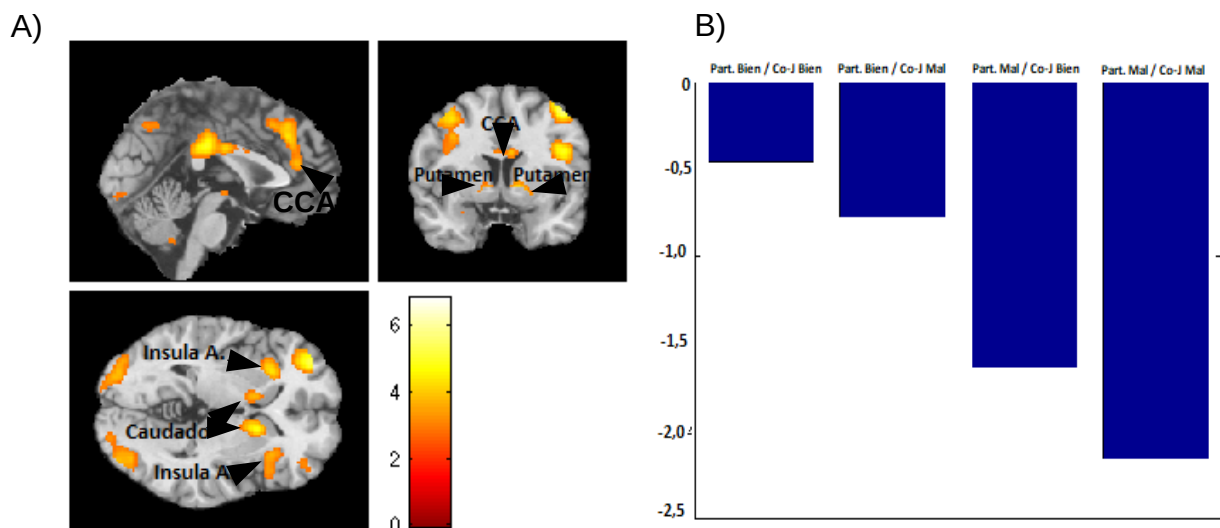 A)
CCA
CCA
Putamen
Putamen
Insula A.
Caudado
Insula A
6
4
2
0
B)
Part. Bien / Co-J Bien
Part. Bien / Co-J Mal
Part. Mal / Co-J Bien
Part. Mal / Co-J Mal
0
-0,5
-1,0
-1,5
-2,0
-2,5